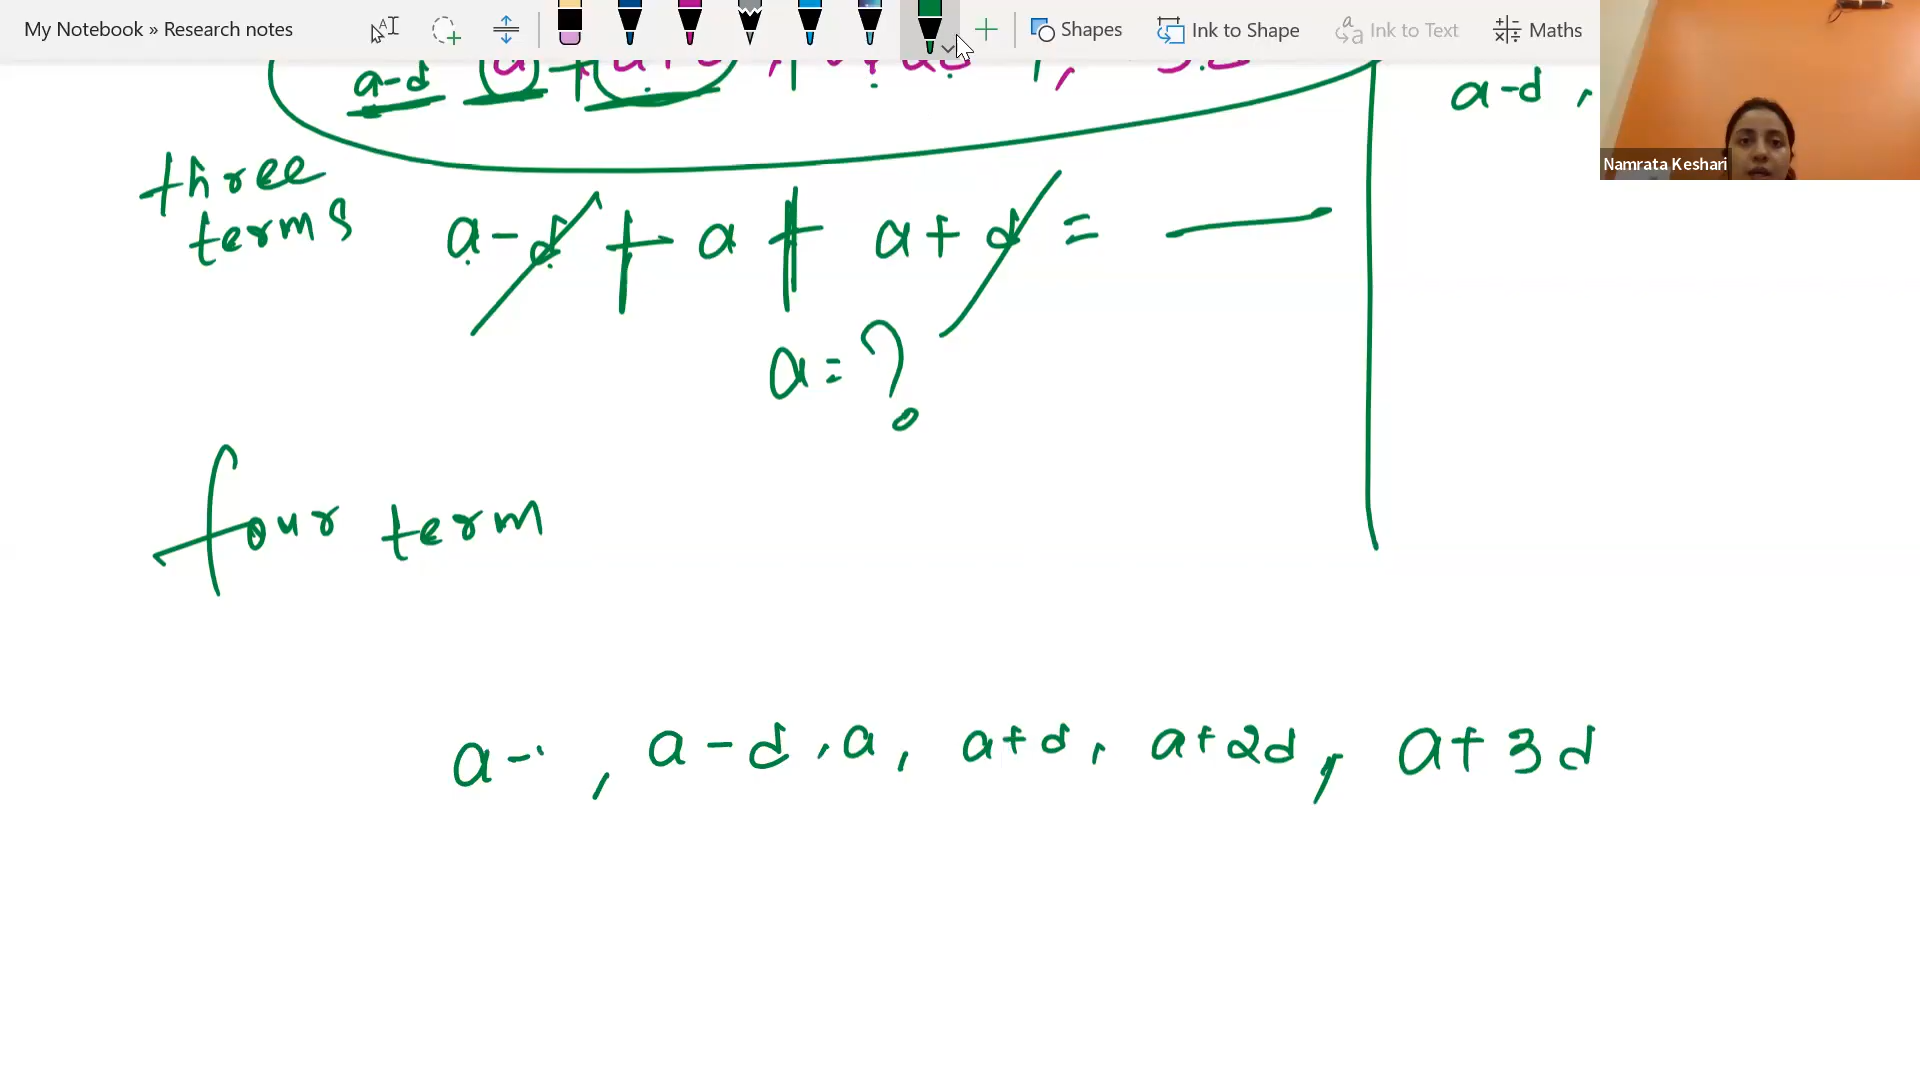 My Notebook » Research notes
Shapes
Ink to Shape
Ink to Text
Maths
Namrata Keshari
a-d
a-d ,
three
terms
a-d + a + a+d =
a = ?
four term
a- , a-d , a, a+d, a+2d, a+3d